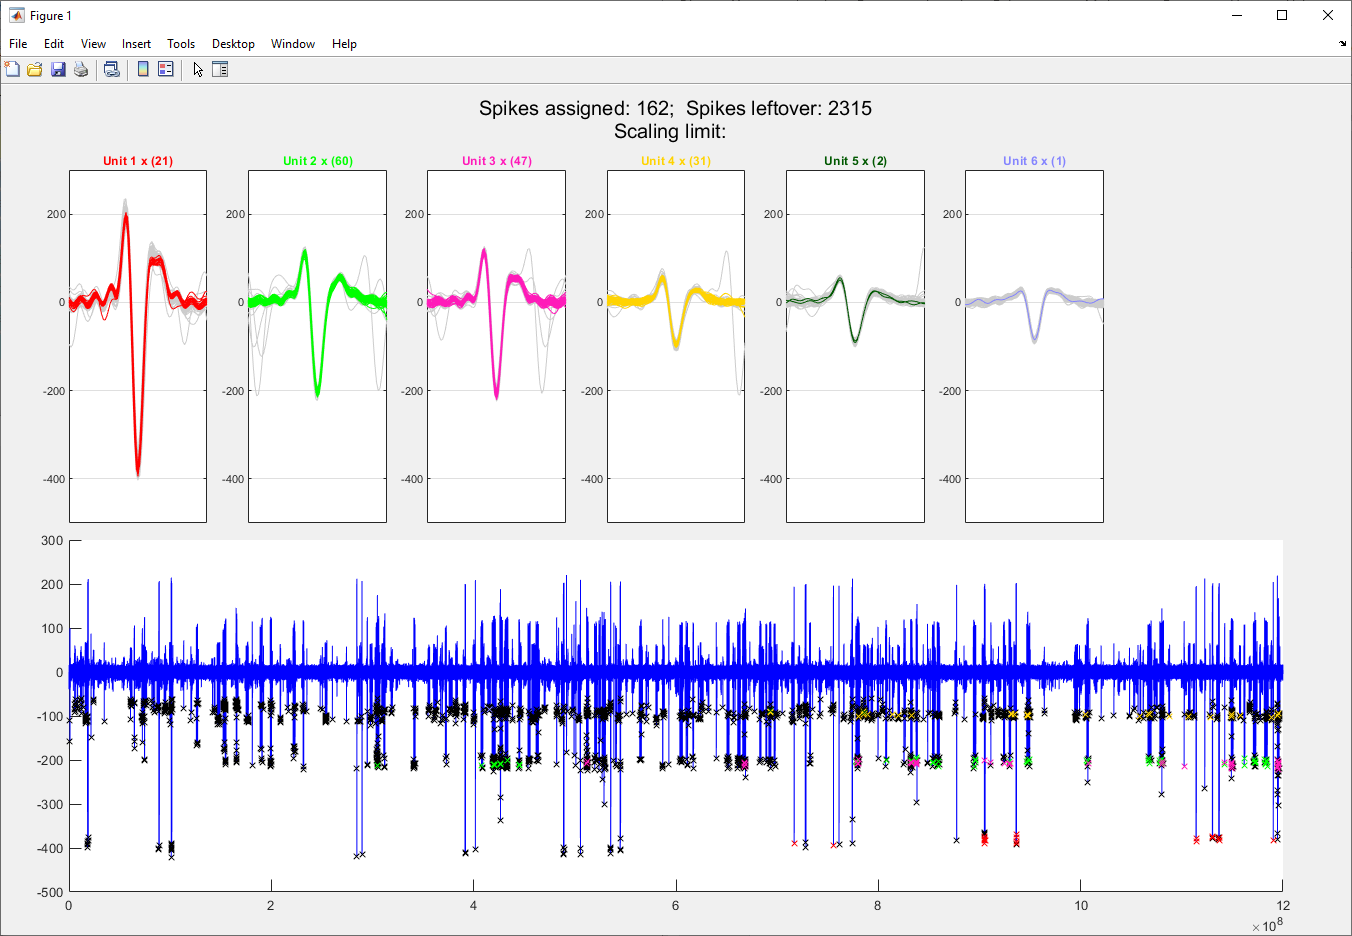 Figure 1
File Edit View Insert Tools Desktop Window Help
Spikes assigned: 162;  Spikes leftover: 2315
Scaling limit:
Unit 1 x (21) Unit 2 x (60) Unit 3 x (47) Unit 4 x (31) Unit 5 x (2) Unit 6 x (1)
200 200 200 200 200 200
0 0 0 0 0 0
-200 -200 -200 -200 -200 -200
-400 -400 -400 -400 -400 -400
300
200
100
0
-100
-200
-300
-400
-500
0 2 4 6 8 10 12
×10⁸